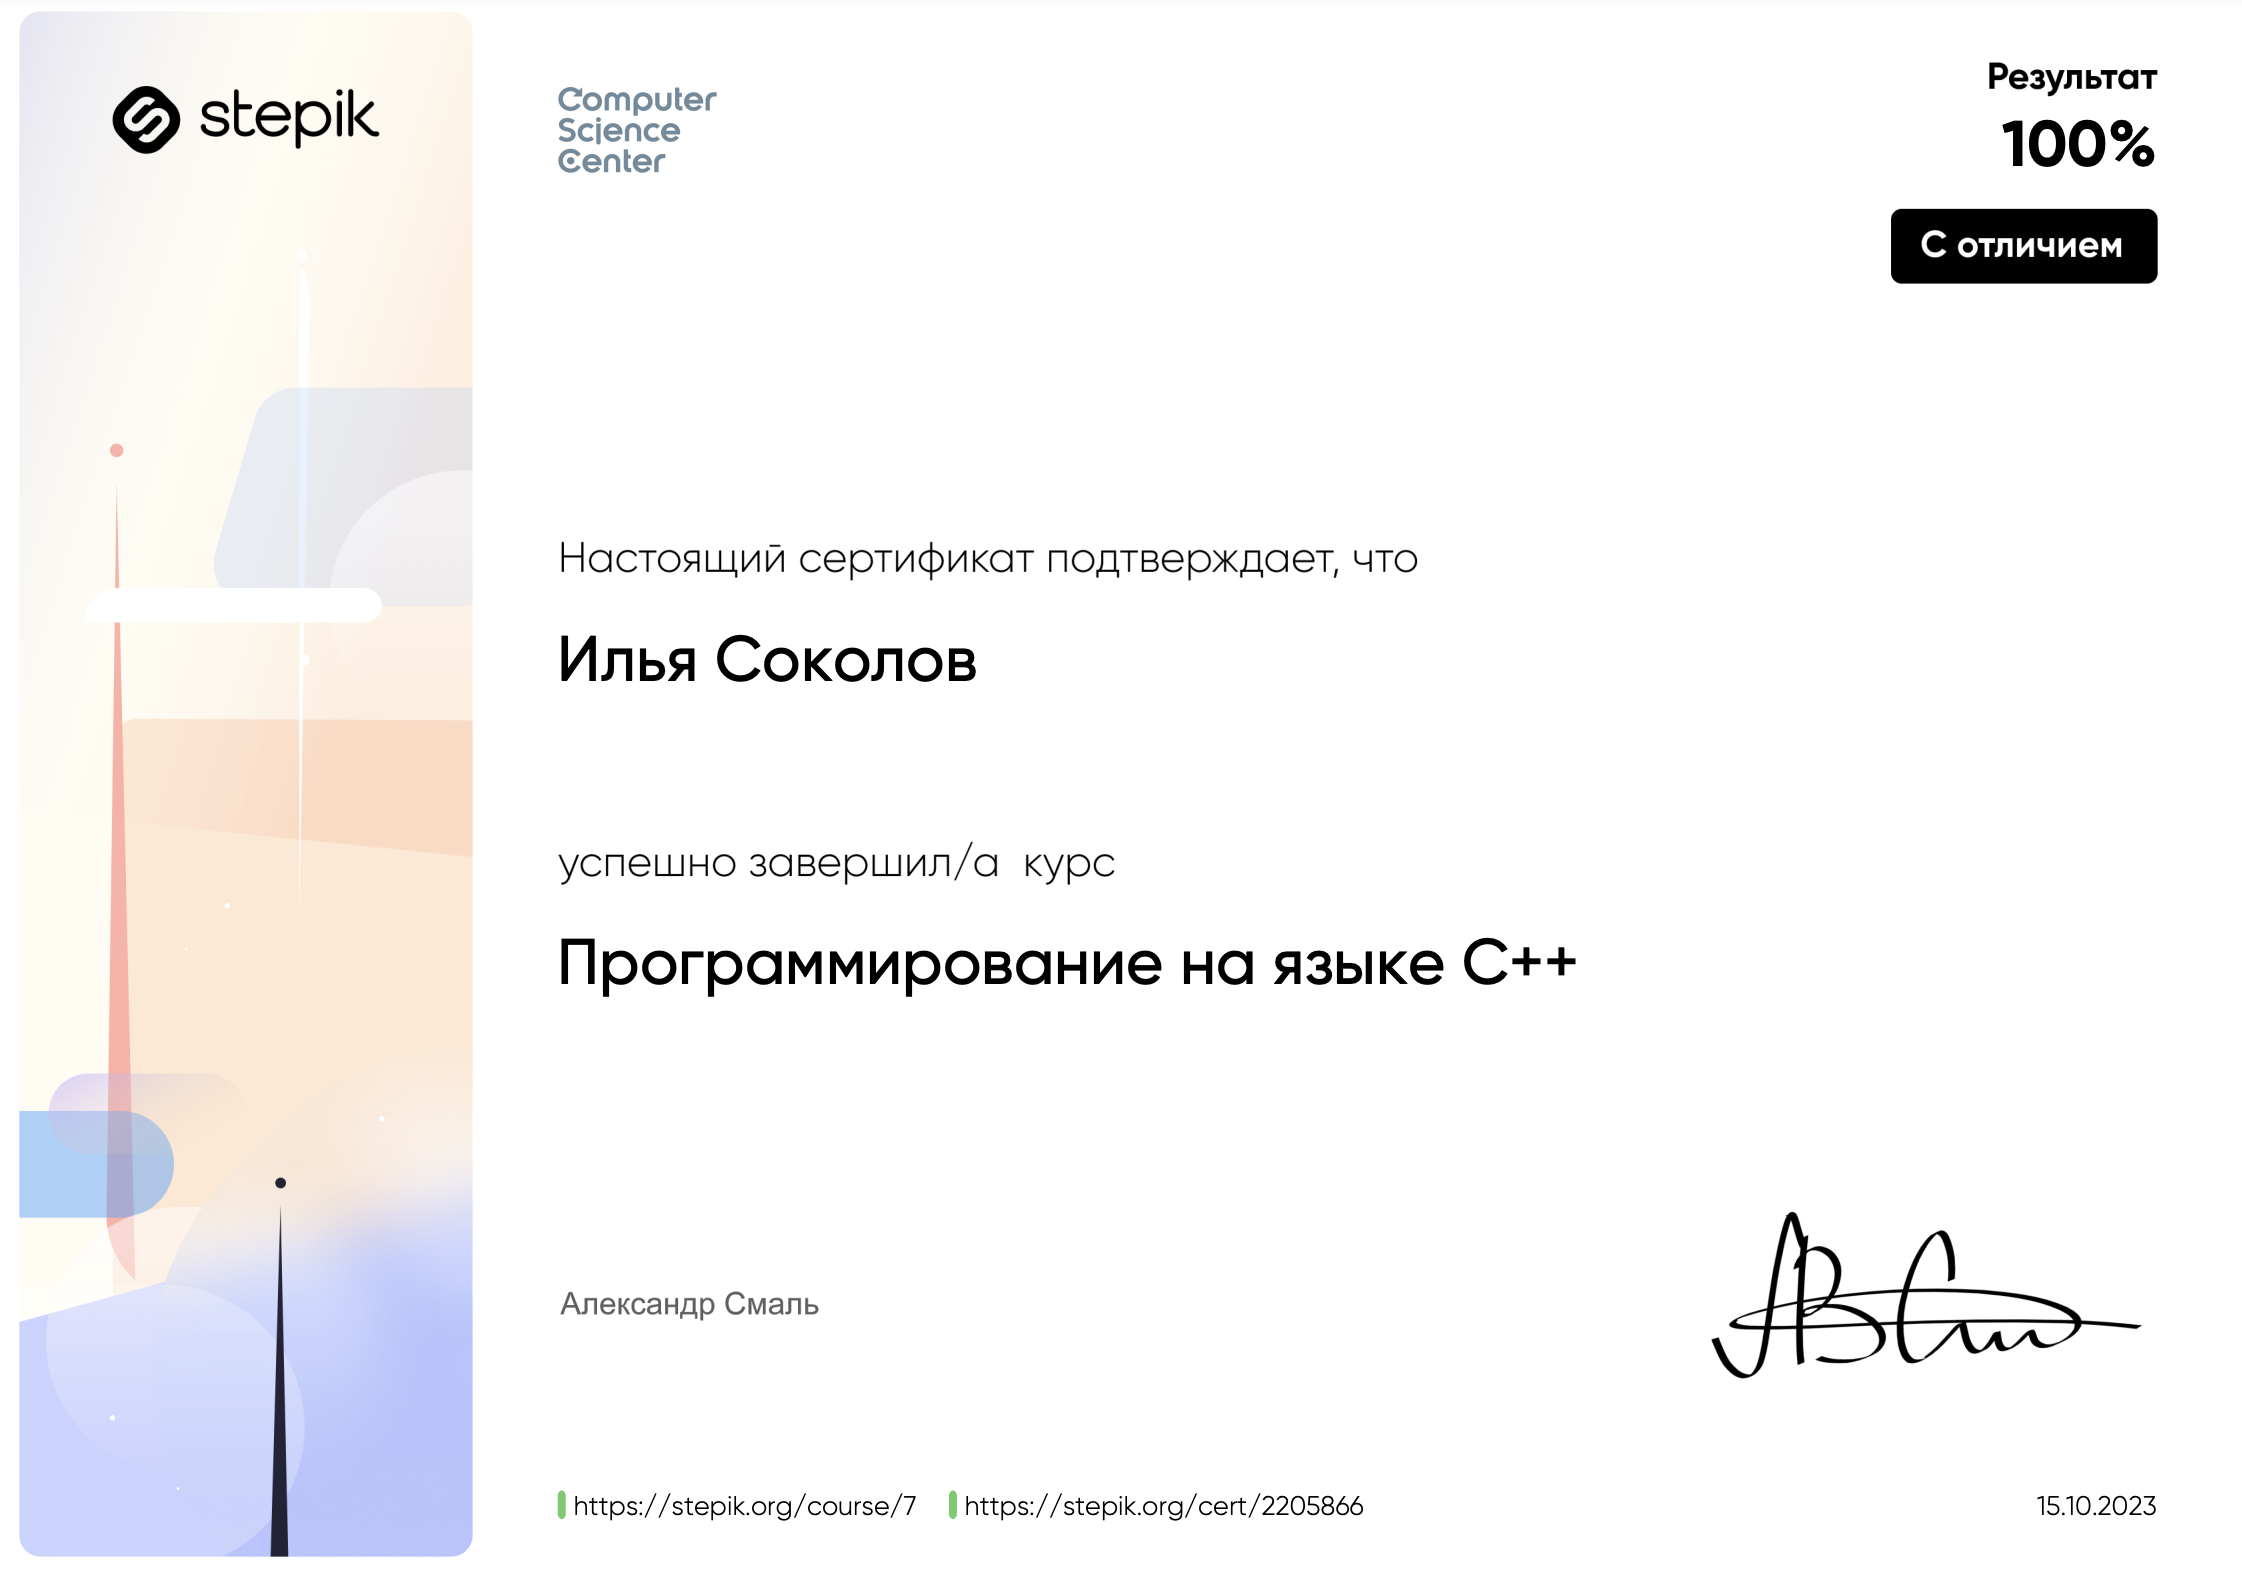 stepik
Computer
Science
Center
Результат
100%
С отличием
Настоящий сертификат подтверждает, что
Илья Соколов
успешно завершил/а  курс
Программирование на языке C++
Александр Смаль
https://stepik.org/course/7
https://stepik.org/cert/2205866
15.10.2023